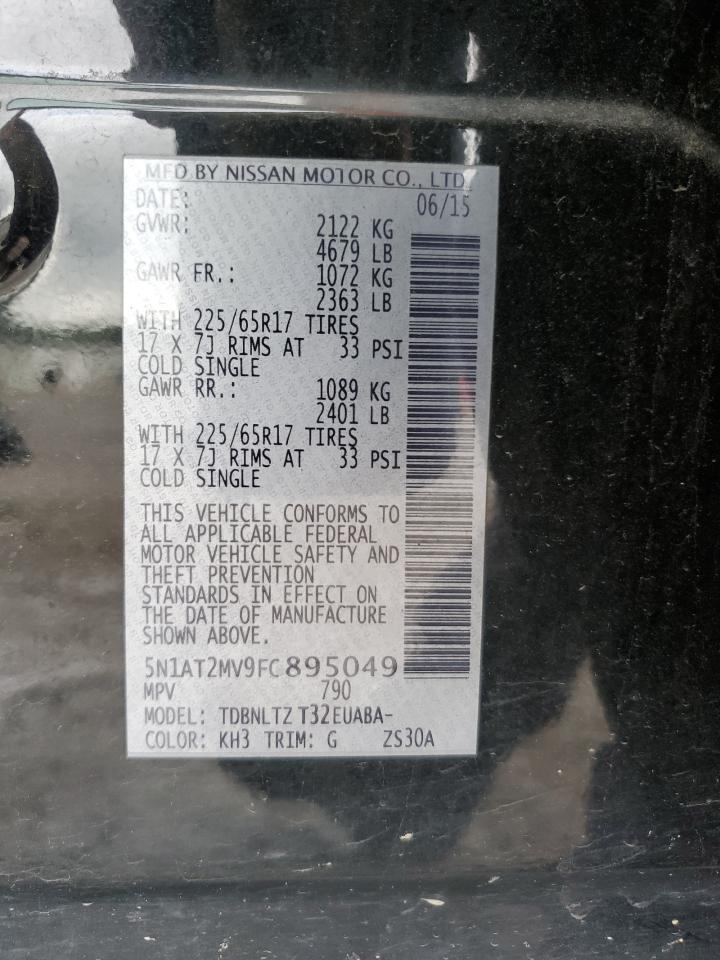 MFD BY NISSAN MOTOR CO., LTD.
DATE: 06/15
GVWR: 2122 KG
4679 LB
GAWR FR.: 1072 KG
2363 LB
WITH 225/65R17 TIRES
17 X 7J RIMS AT 33 PSI
COLD SINGLE
GAWR RR.: 1089 KG
2401 LB
WITH 225/65R17 TIRES
17 X 7J RIMS AT 33 PSI
COLD SINGLE
THIS VEHICLE CONFORMS TO
ALL APPLICABLE FEDERAL
MOTOR VEHICLE SAFETY AND
THEFT PREVENTION
STANDARDS IN EFFECT ON
THE DATE OF MANUFACTURE
SHOWN ABOVE.
5N1AT2MV9FC895049
MPV 790
MODEL: TDBNLTZ T32EUABA-
COLOR: KH3 TRIM: G ZS30A